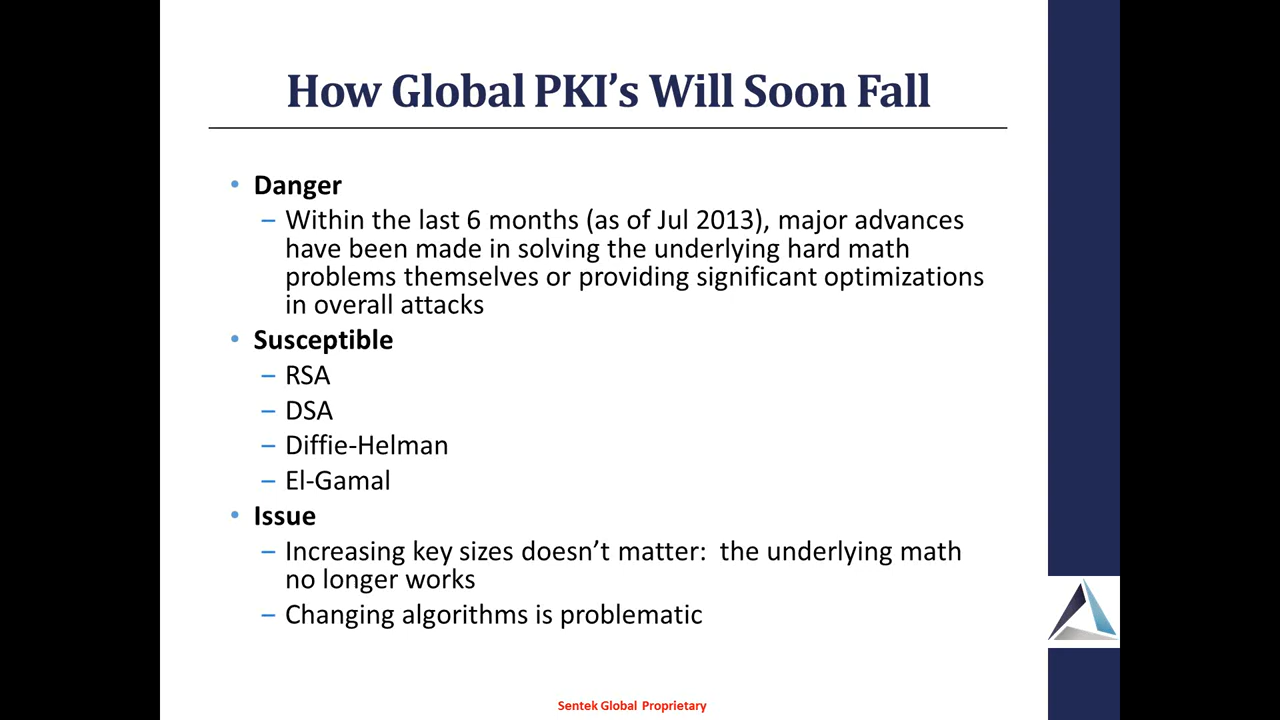 How Global PKI’s Will Soon Fall
• Danger
– Within the last 6 months (as of Jul 2013), major advances
have been made in solving the underlying hard math
problems themselves or providing significant optimizations
in overall attacks
• Susceptible
– RSA
– DSA
– Diffie-Helman
– El-Gamal
• Issue
– Increasing key sizes doesn’t matter:  the underlying math
no longer works
– Changing algorithms is problematic
Sentek Global Proprietary